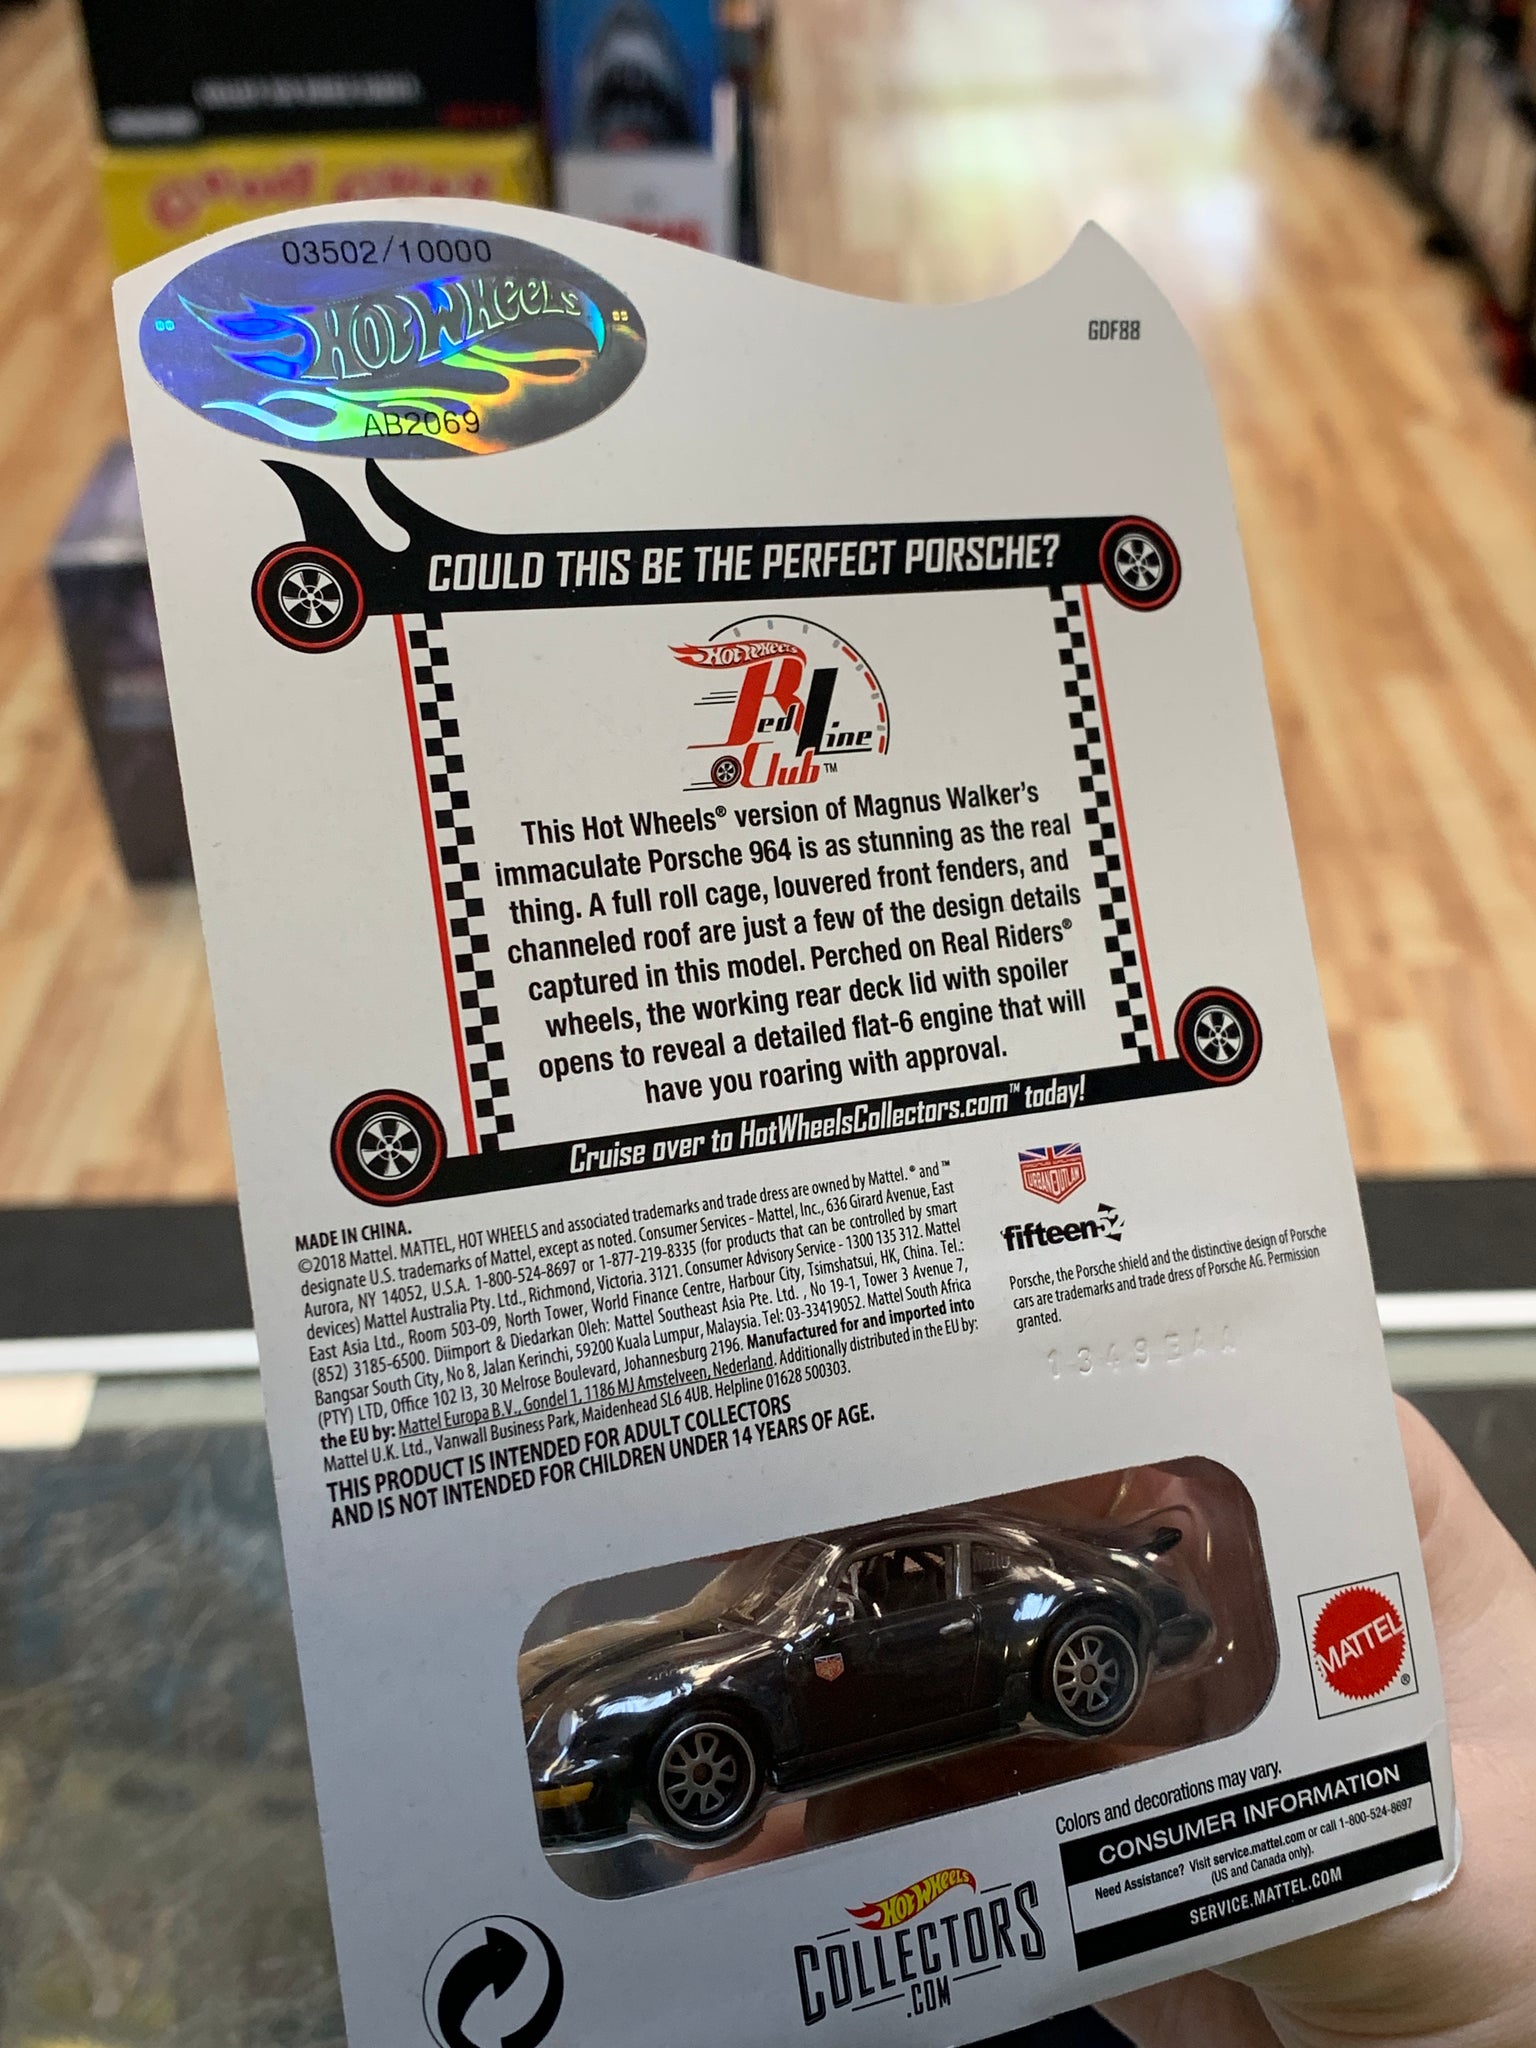 03502/10000
HOT WHEELS
AB2069
GDF88
COULD THIS BE THE PERFECT PORSCHE?
HOT WHEELS
Red Line
Club™
This Hot Wheels® version of Magnus Walker's
immaculate Porsche 964 is as stunning as the real
thing. A full roll cage, louvered front fenders, and
channeled roof are just a few of the design details
captured in this model. Perched on Real Riders®
wheels, the working rear deck lid with spoiler
opens to reveal a detailed flat-6 engine that will
have you roaring with approval.
Cruise over to HotWheelsCollectors.com™ today!
MADE IN CHINA.
©2018 Mattel. MATTEL, HOT WHEELS and associated trademarks and trade dress are owned by Mattel. ® and ™
designate U.S. trademarks of Mattel, except as noted. Consumer Services - Mattel, Inc., 636 Girard Avenue, East
Aurora, NY 14052, U.S.A. 1-800-524-8697 or 1-877-219-8335 (for products that can be controlled by smart
devices) Mattel Australia Pty. Ltd., Richmond, Victoria. 3121. Consumer Advisory Service - 1300 135 312. Mattel
East Asia Ltd., Room 503-09, North Tower, World Finance Centre, Harbour City, Tsimshatsui, HK, China. Tel.:
(852) 3185-6500. Diimport & Diedarkan Oleh: Mattel Southeast Asia Pte. Ltd. , No 19-1, Tower 3 Avenue 7,
Bangsar South City, No 8, Jalan Kerinchi, 59200 Kuala Lumpur, Malaysia. Tel: 03-33419052. Mattel South Africa
(PTY) LTD, Office 102 I3, 30 Melrose Boulevard, Johannesburg 2196. Manufactured for and imported into
the EU by: Mattel Europa B.V., Gondel 1, 1186 MJ Amstelveen, Nederland. Additionally distributed in the EU by:
Mattel U.K. Ltd., Vanwall Business Park, Maidenhead SL6 4UB. Helpline 01628 500303.
THIS PRODUCT IS INTENDED FOR ADULT COLLECTORS
AND IS NOT INTENDED FOR CHILDREN UNDER 14 YEARS OF AGE.
MAGNUS WALKER
URBAN OUTLAW
fifteen52
Porsche, the Porsche shield and the distinctive design of Porsche
cars are trademarks and trade dress of Porsche AG. Permission
granted.
MATTEL®
Colors and decorations may vary.
CONSUMER INFORMATION
Need Assistance? Visit service.mattel.com or call 1-800-524-8697
(US and Canada only).
SERVICE.MATTEL.COM
HOT WHEELS
COLLECTORS
.COM